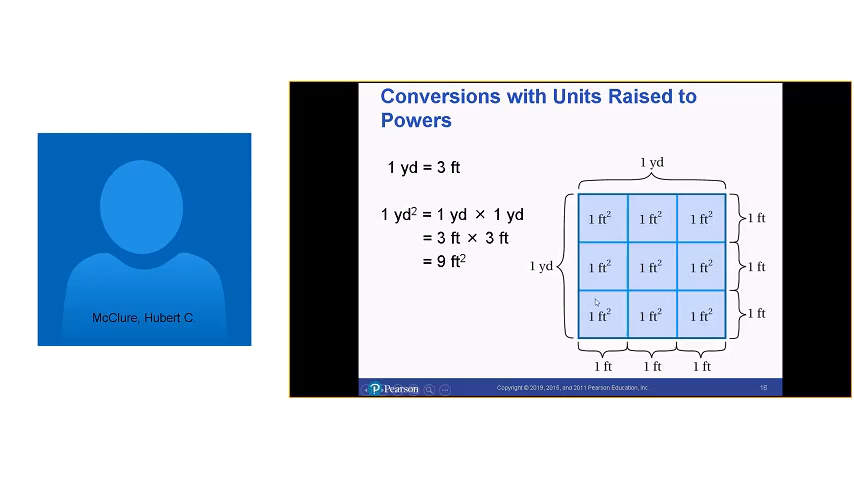 McClure, Hubert C.
Conversions with Units Raised to
Powers
1 yd = 3 ft
1 yd² = 1 yd × 1 yd
= 3 ft × 3 ft
= 9 ft²
1 yd
1 yd
1 ft² 1 ft² 1 ft²
1 ft
1 ft² 1 ft² 1 ft²
1 ft
1 ft² 1 ft² 1 ft²
1 ft
1 ft 1 ft 1 ft
P Pearson
Copyright © 2019, 2015, and 2011 Pearson Education, Inc.
16